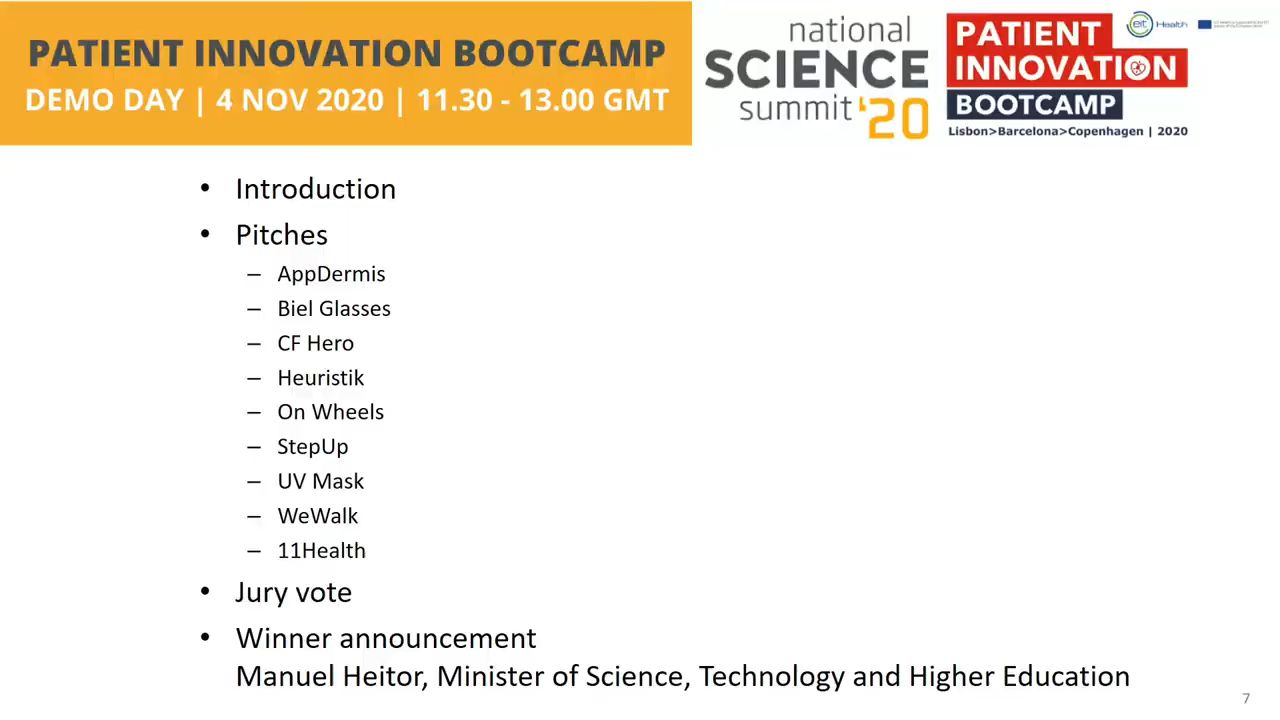 PATIENT INNOVATION BOOTCAMP
DEMO DAY | 4 NOV 2020 | 11.30 - 13.00 GMT
national
SCIENCE
summit '20
PATIENT
INNOVATION
BOOTCAMP
Lisbon>Barcelona>Copenhagen | 2020
eit Health
• Introduction
• Pitches
– AppDermis
– Biel Glasses
– CF Hero
– Heuristik
– On Wheels
– StepUp
– UV Mask
– WeWalk
– 11Health
• Jury vote
• Winner announcement
Manuel Heitor, Minister of Science, Technology and Higher Education
7